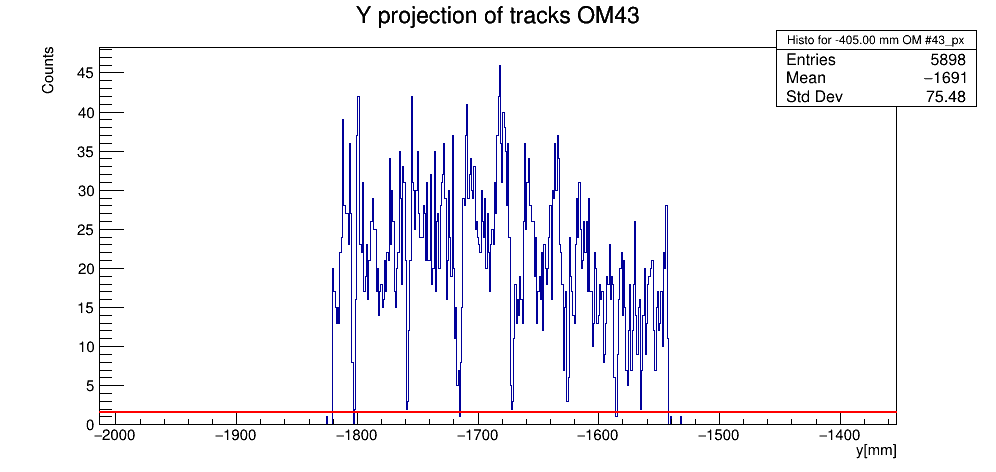 Y projection of tracks OM43
Histo for -405.00 mm OM #43_px
Entries 5898
Mean −1691
Std Dev 75.48
Counts
45
40
35
30
25
20
15
10
5
0
−2000 −1900 −1800 −1700 −1600 −1500 −1400
y[mm]